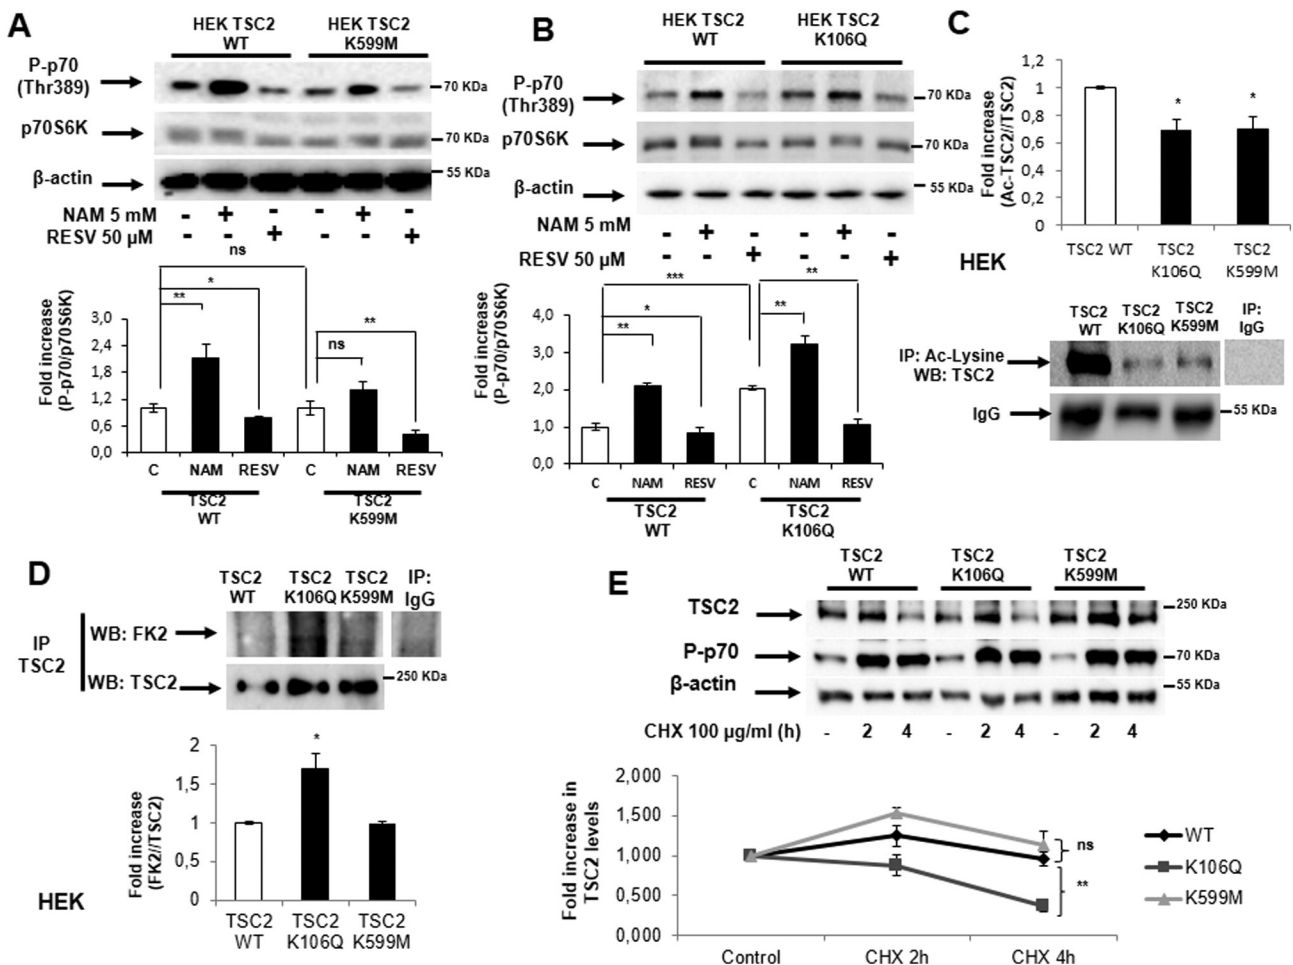 A
HEK TSC2
WT
HEK TSC2
K599M
P-p70
(Thr389)
70 KDa
p70S6K
70 KDa
β-actin
55 KDa
NAM 5 mM
- + - - + -
RESV 50 µM
- - + - - +
ns
*
**
**
ns
Fold increase
(P-p70/p70S6K)
3,0
2,4
1,8
1,2
0,6
0,0
C NAM RESV C NAM RESV
TSC2
WT
TSC2
K599M
B
HEK TSC2
WT
HEK TSC2
K106Q
P-p70
(Thr389)
70 KDa
p70S6K
70 KDa
β-actin
55 KDa
NAM 5 mM
- + - - + -
RESV 50 µM
- - + - - +
***
**
*
**
**
Fold increase
(P-p70/p70S6K)
4,0
3,0
2,0
1,0
0,0
C NAM RESV C NAM RESV
TSC2
WT
TSC2
K106Q
C
Fold increase
(Ac-TSC2//TSC2)
1,2
1
0,8
0,6
0,4
0,2
0
*
*
TSC2 WT
TSC2
K106Q
TSC2
K599M
HEK
TSC2
WT
TSC2
K106Q
TSC2
K599M
IP:
IgG
IP: Ac-Lysine
WB: TSC2
IgG
55 KDa
D
TSC2
WT
TSC2
K106Q
TSC2
K599M
IP:
IgG
IP
TSC2
WB: FK2
WB: TSC2
250 KDa
Fold increase
(FK2//TSC2)
2
1,5
1
0,5
0
*
TSC2
WT
TSC2
K106Q
TSC2
K599M
HEK
E
TSC2
WT
TSC2
K106Q
TSC2
K599M
TSC2
250 KDa
P-p70
70 KDa
β-actin
55 KDa
CHX 100 µg/ml (h)
- 2 4 - 2 4 - 2 4
Fold increase in
TSC2 levels
2,000
1,500
1,000
0,500
0,000
ns
**
Control
CHX 2h
CHX 4h
WT
K106Q
K599M